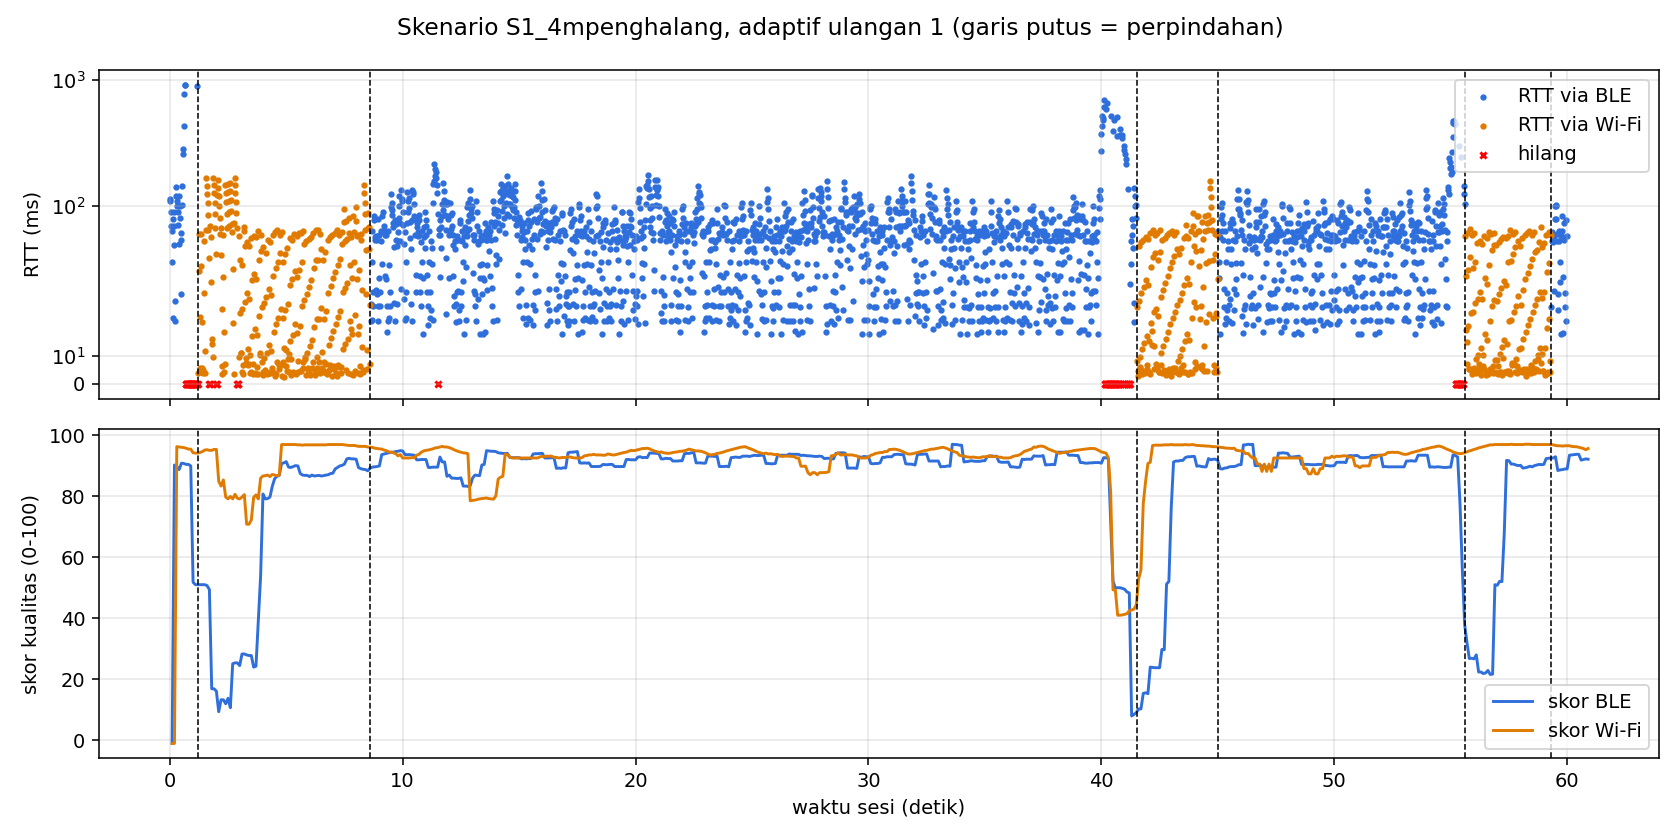 Skenario S1_4mpenghalang, adaptif ulangan 1 (garis putus = perpindahan)
RTT (ms)
10³
10²
10¹
0
RTT via BLE
RTT via Wi-Fi
hilang
skor kualitas (0-100)
100
80
60
40
20
0
skor BLE
skor Wi-Fi
0 10 20 30 40 50 60
waktu sesi (detik)